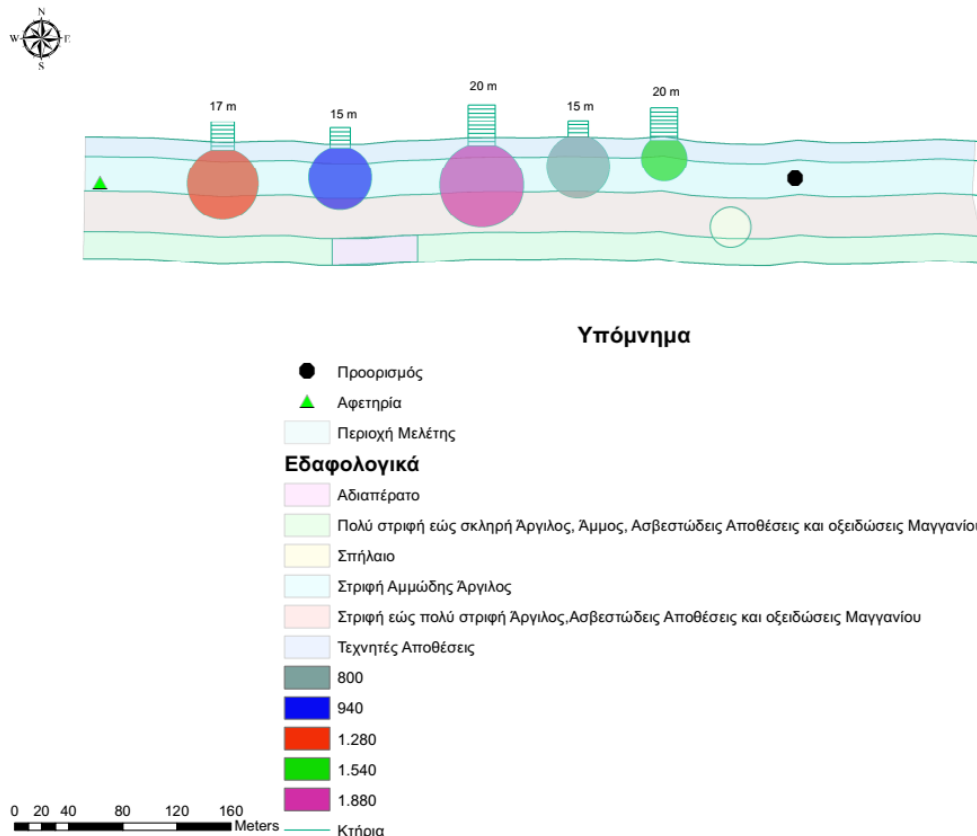 N
W E
S
17 m
15 m
20 m
15 m
20 m
Υπόμνημα
Προορισμός
Αφετηρία
Περιοχή Μελέτης
Εδαφολογικά
Αδιαπέρατο
Πολύ στριφή εώς σκληρή Άργιλος, Άμμος, Ασβεστώδεις Αποθέσεις και οξειδώσεις Μαγγανίου
Σπήλαιο
Στριφή Αμμώδης Άργιλος
Στριφή εώς πολύ στριφή Άργιλος,Ασβεστώδεις Αποθέσεις και οξειδώσεις Μαγγανίου
Τεχνητές Αποθέσεις
800
940
1.280
1.540
1.880
Κτήρια
0 20 40 80 120 160
Meters